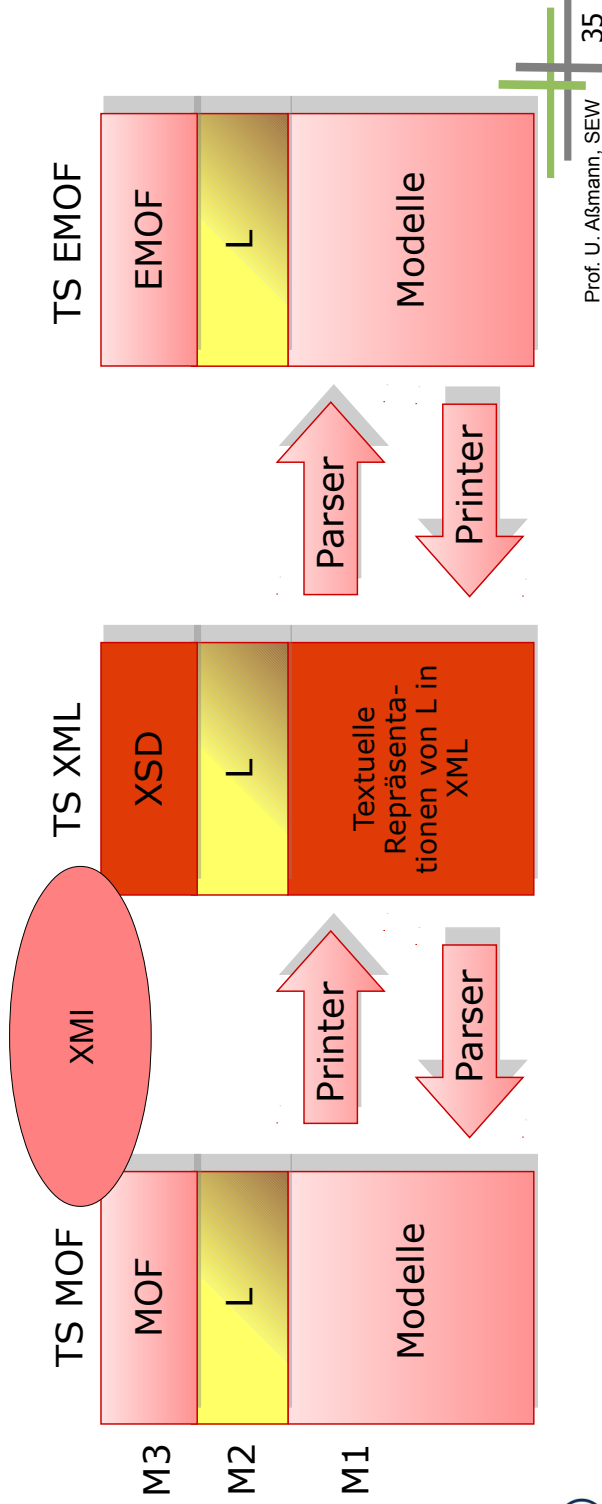 XMI
TS MOF
TS XML
TS EMOF
M3
MOF
XSD
EMOF
M2
L
L
L
M1
Modelle
Printer
Parser
Textuelle
Repräsenta-
tionen von L in
XML
Parser
Printer
Modelle
Prof. U. Aßmann, SEW
35